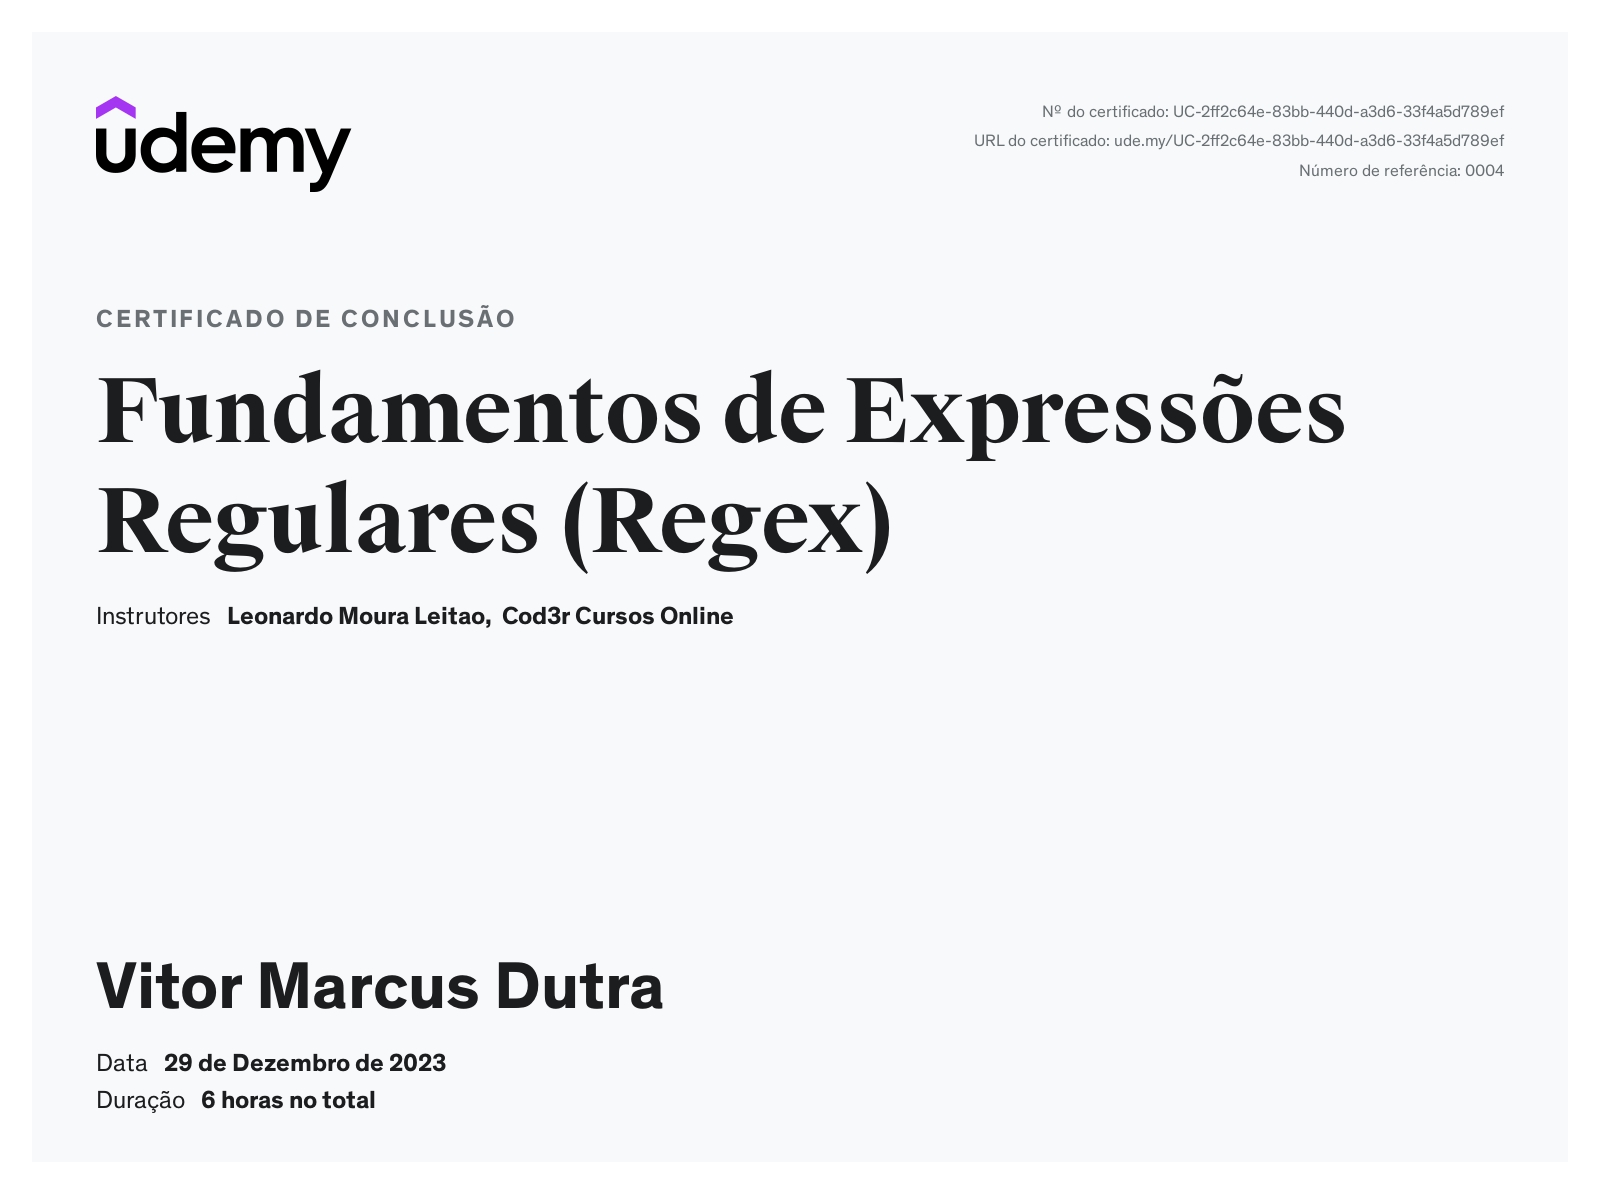 udemy
Nº do certificado: UC-2ff2c64e-83bb-440d-a3d6-33f4a5d789ef
URL do certificado: ude.my/UC-2ff2c64e-83bb-440d-a3d6-33f4a5d789ef
Número de referência: 0004
CERTIFICADO DE CONCLUSÃO
Fundamentos de Expressões
Regulares (Regex)
Instrutores Leonardo Moura Leitao, Cod3r Cursos Online
Vitor Marcus Dutra
Data 29 de Dezembro de 2023
Duração 6 horas no total